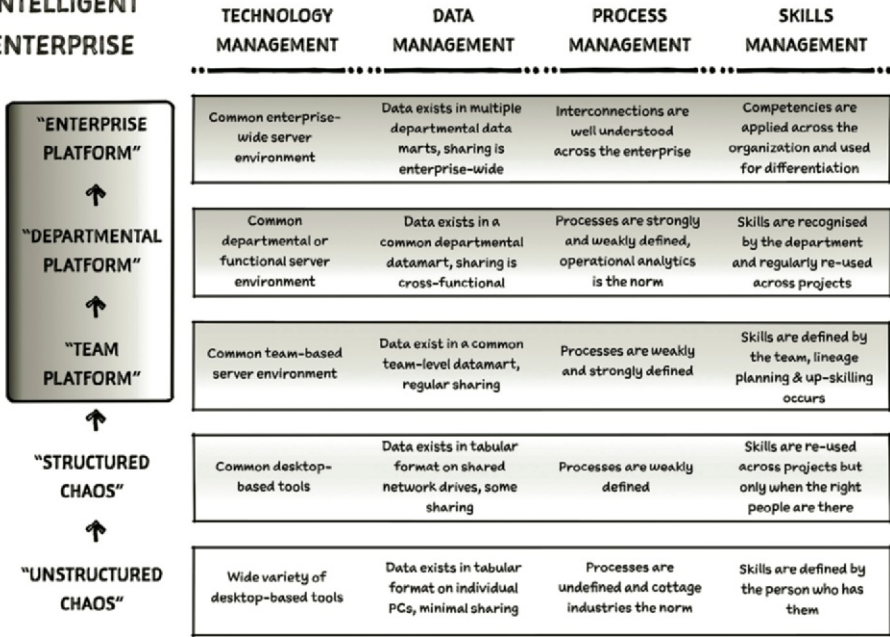 INTELLIGENT
ENTERPRISE
TECHNOLOGY
MANAGEMENT
DATA
MANAGEMENT
PROCESS
MANAGEMENT
SKILLS
MANAGEMENT
"ENTERPRISE
PLATFORM"
Common enterprise-
wide server
environment
Data exists in multiple
departmental data
marts, sharing is
enterprise-wide
Interconnections are
well understood
across the enterprise
Competencies are
applied across the
organization and used
for differentiation
"DEPARTMENTAL
PLATFORM"
Common
departmental or
functional server
environment
Data exists in a
common departmental
datamart, sharing is
cross-functional
Processes are strongly
and weakly defined,
operational analytics
is the norm
Skills are recognised
by the department
and regularly re-used
across projects
"TEAM
PLATFORM"
Common team-based
server environment
Data exist in a common
team-level datamart,
regular sharing
Processes are weakly
and strongly defined
Skills are defined by
the team, lineage
planning & up-skilling
occurs
"STRUCTURED
CHAOS"
Common desktop-
based tools
Data exists in tabular
format on shared
network drives, some
sharing
Processes are weakly
defined
Skills are re-used
across projects but
only when the right
people are there
"UNSTRUCTURED
CHAOS"
Wide variety of
desktop-based tools
Data exists in tabular
format on individual
PCs, minimal sharing
Processes are
undefined and cottage
industries the norm
Skills are defined by
the person who has
them